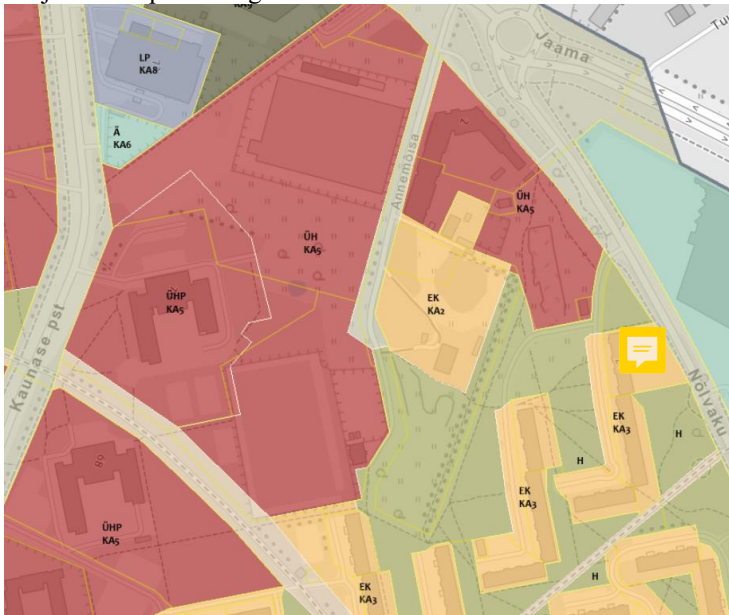 Jaama
LP
KA8
Ä
KA6
Annemõisa
ÜH
KA5
ÜH
KA5
ÜHP
KA5
EK
KA2
Kaunase pst
Nõlvaku
EK
KA3
H
H
EK
KA3
ÜHP
KA5
H
EK
KA3